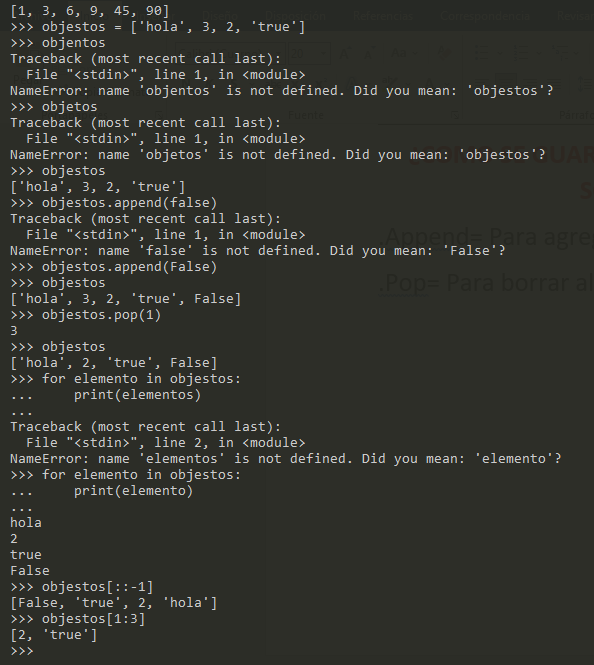 [1, 3, 6, 9, 45, 90]
>>> objestos = ['hola', 3, 2, 'true']
>>> objentos
Traceback (most recent call last):
  File "<stdin>", line 1, in <module>
NameError: name 'objentos' is not defined. Did you mean: 'objestos'?
>>> objetos
Traceback (most recent call last):
  File "<stdin>", line 1, in <module>
NameError: name 'objetos' is not defined. Did you mean: 'objestos'?
>>> objestos
['hola', 3, 2, 'true']
>>> objestos.append(false)
Traceback (most recent call last):
  File "<stdin>", line 1, in <module>
NameError: name 'false' is not defined. Did you mean: 'False'?
.Append= Para agre
>>> objestos.append(False)
>>> objestos
.Pop= Para borrar al
['hola', 3, 2, 'true', False]
>>> objestos.pop(1)
3
>>> objestos
['hola', 2, 'true', False]
>>> for elemento in objestos:
...     print(elementos)
...
Traceback (most recent call last):
  File "<stdin>", line 2, in <module>
NameError: name 'elementos' is not defined. Did you mean: 'elemento'?
>>> for elemento in objestos:
...     print(elemento)
...
hola
2
true
False
>>> objestos[::-1]
[False, 'true', 2, 'hola']
>>> objestos[1:3]
[2, 'true']
>>>